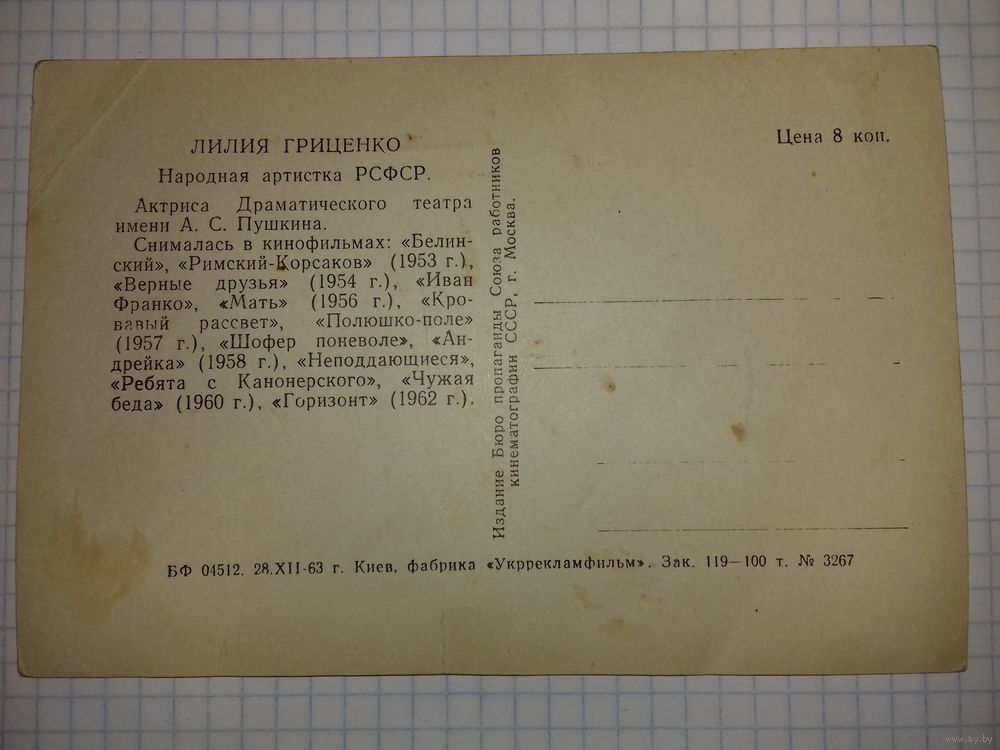 ЛИЛИЯ ГРИЦЕНКО
Народная артистка РСФСР.
Актриса Драматического театра
имени А. С. Пушкина.
Снималась в кинофильмах: «Белин-
ский», «Римский-Корсаков» (1953 г.),
«Верные друзья» (1954 г.), «Иван
Франко», «Мать» (1956 г.), «Кро-
вавый рассвет», «Полюшко-поле»
(1957 г.), «Шофер поневоле», «Ан-
дрейка» (1958 г.), «Неподдающиеся»,
«Ребята с Канонерского», «Чужая
беда» (1960 г.), «Горизонт» (1962 г.).
Издание Бюро пропаганды Союза работников
кинематографии СССР, г. Москва.
Цена 8 коп.
БФ 04512. 28.XII-63 г. Киев, фабрика «Укррекламфильм». Зак. 119—100 т. № 3267
www.ay.by